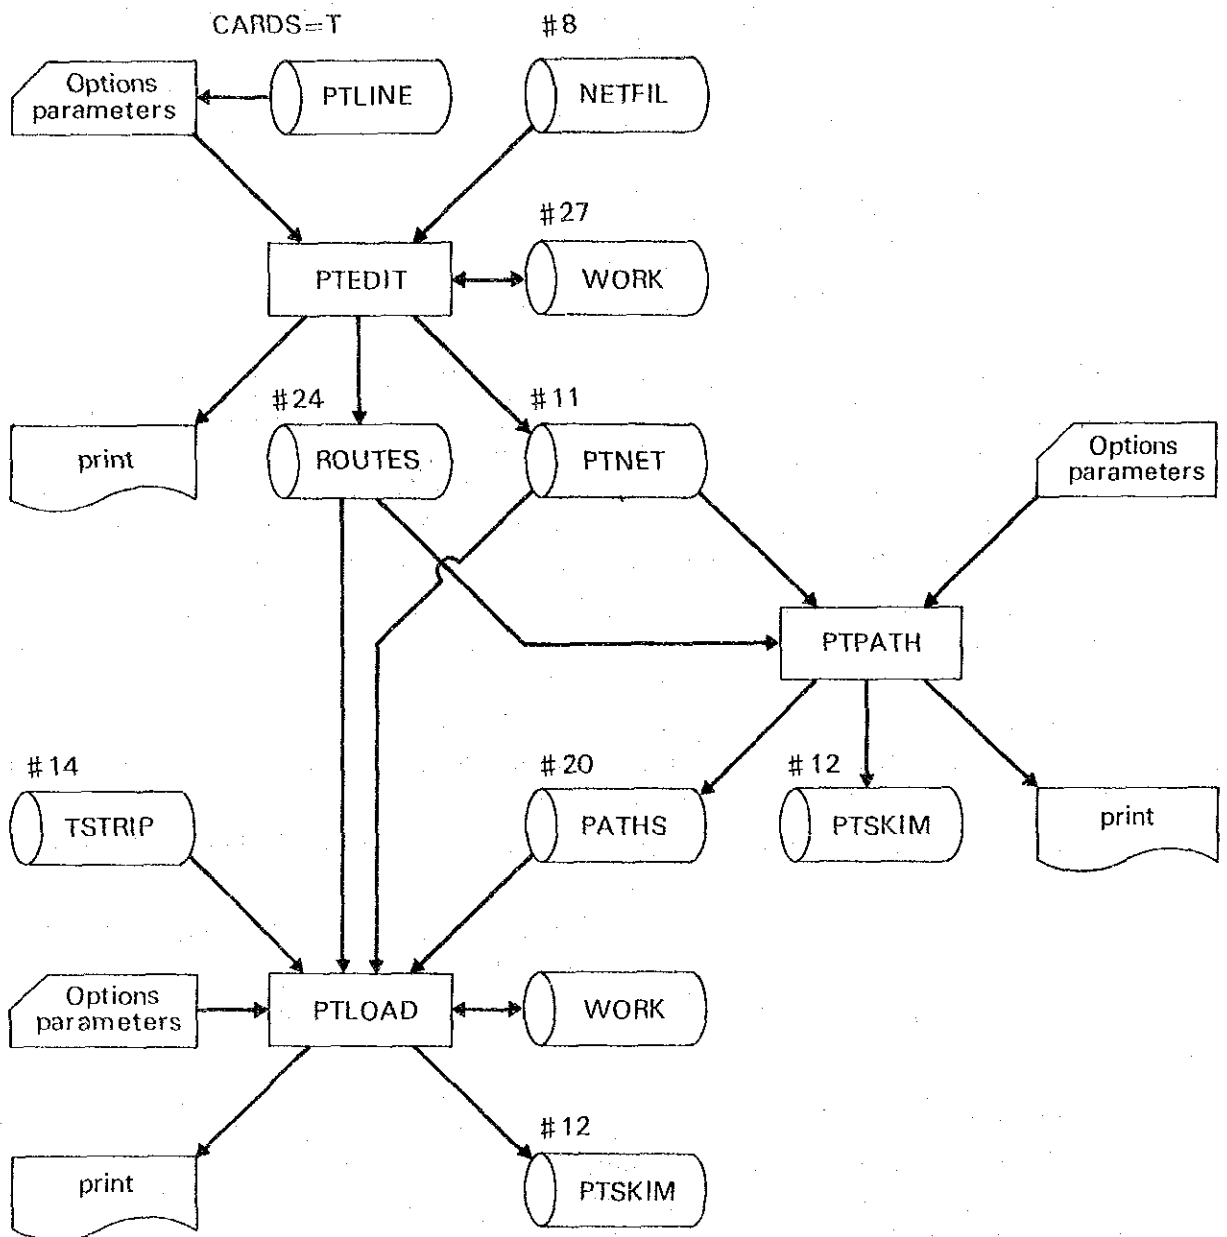 CARDS=T
#8
Options
parameters
PTLINE
NETFIL
#27
PTEDIT
WORK
#24
#11
print
ROUTES
PTNET
Options
parameters
PTPATH
#14
#20
#12
TSTRIP
PATHS
PTSKIM
print
Options
parameters
PTLOAD
WORK
#12
print
PTSKIM